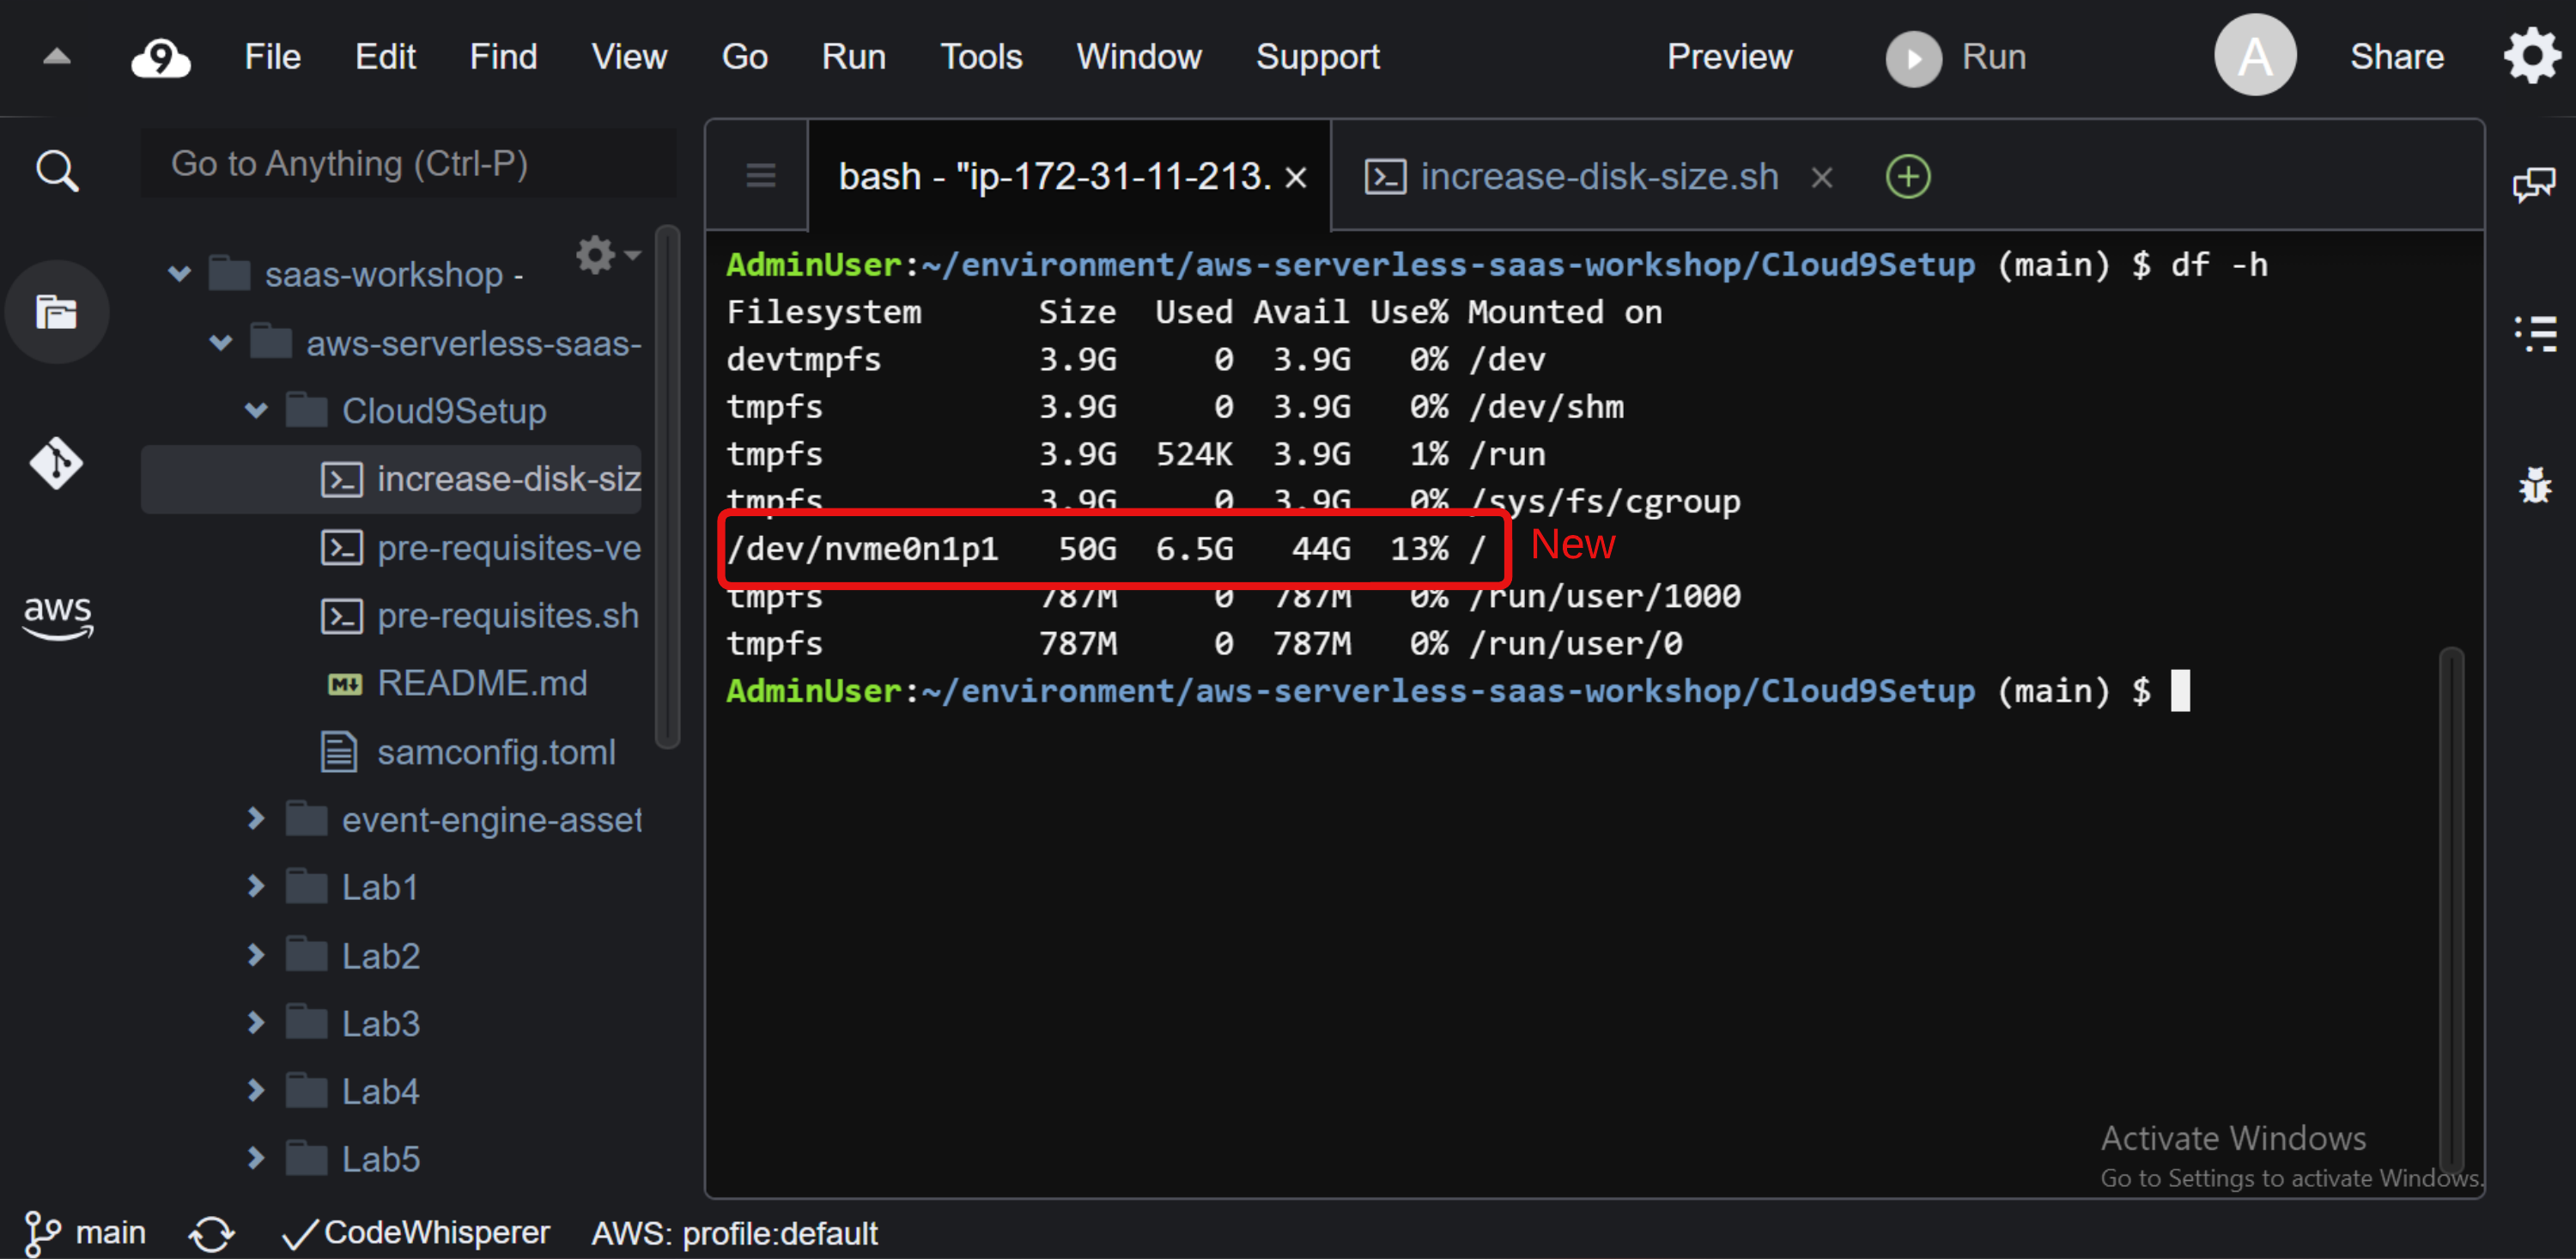 9 File Edit Find View Go Run Tools Window Support Preview Run A Share
Go to Anything (Ctrl-P)
saas-workshop -
aws-serverless-saas-
Cloud9Setup
increase-disk-siz
pre-requisites-ve
pre-requisites.sh
README.md
samconfig.toml
event-engine-asset
Lab1
Lab2
Lab3
Lab4
Lab5
aws
bash - "ip-172-31-11-213. × increase-disk-size.sh ×
AdminUser:~/environment/aws-serverless-saas-workshop/Cloud9Setup (main) $ df -h
Filesystem Size Used Avail Use% Mounted on
devtmpfs 3.9G 0 3.9G 0% /dev
tmpfs 3.9G 0 3.9G 0% /dev/shm
tmpfs 3.9G 524K 3.9G 1% /run
tmpfs 3.9G 0 3.9G 0% /sys/fs/cgroup
/dev/nvme0n1p1 50G 6.5G 44G 13% / New
tmpfs 787M 0 787M 0% /run/user/1000
tmpfs 787M 0 787M 0% /run/user/0
AdminUser:~/environment/aws-serverless-saas-workshop/Cloud9Setup (main) $
Activate Windows
Go to Settings to activate Windows.
main CodeWhisperer AWS: profile:default